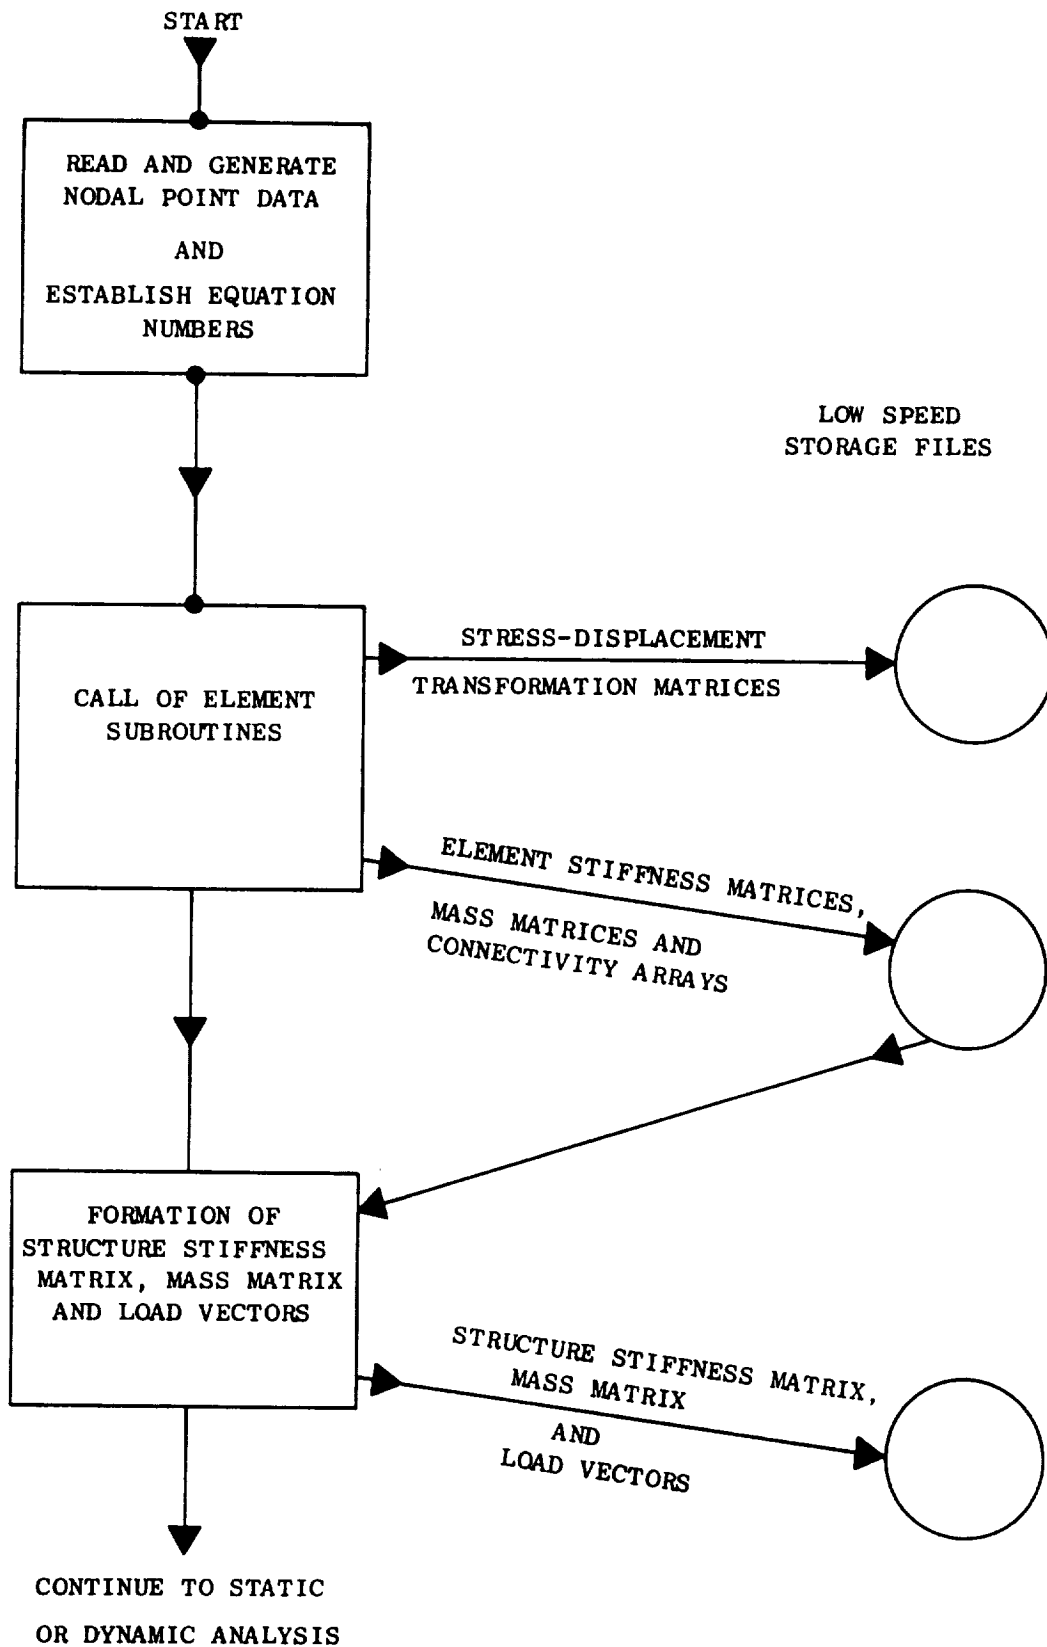 START
READ AND GENERATE
NODAL POINT DATA
AND
ESTABLISH EQUATION
NUMBERS
LOW SPEED
STORAGE FILES
CALL OF ELEMENT
SUBROUTINES
STRESS-DISPLACEMENT
TRANSFORMATION MATRICES
ELEMENT STIFFNESS MATRICES,
MASS MATRICES AND
CONNECTIVITY ARRAYS
FORMATION OF
STRUCTURE STIFFNESS
MATRIX, MASS MATRIX
AND LOAD VECTORS
STRUCTURE STIFFNESS MATRIX,
MASS MATRIX
AND
LOAD VECTORS
CONTINUE TO STATIC
OR DYNAMIC ANALYSIS